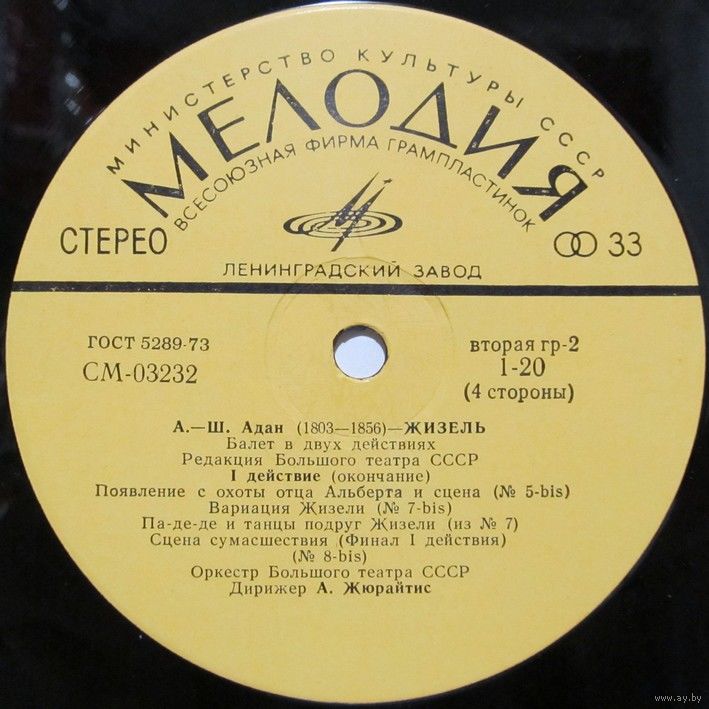 МИНИСТЕРСТВО КУЛЬТУРЫ СССР
МЕЛОДИЯ
ВСЕСОЮЗНАЯ ФИРМА ГРАМПЛАСТИНОК
СТЕРЕО
33
ЛЕНИНГРАДСКИЙ ЗАВОД
ГОСТ 5289-73
СМ-03232
вторая гр-2
1-20
(4 стороны)
А.—Ш. Адан (1803—1856)—ЖИЗЕЛЬ
Балет в двух действиях
Редакция Большого театра СССР
I действие (окончание)
Появление с охоты отца Альберта и сцена (№ 5-bis)
Вариация Жизели (№ 7-bis)
Па-де-де и танцы подруг Жизели (из № 7)
Сцена сумасшествия (Финал I действия)
(№ 8-bis)
Оркестр Большого театра СССР
Дирижер А. Жюрайтис
www.ay.by